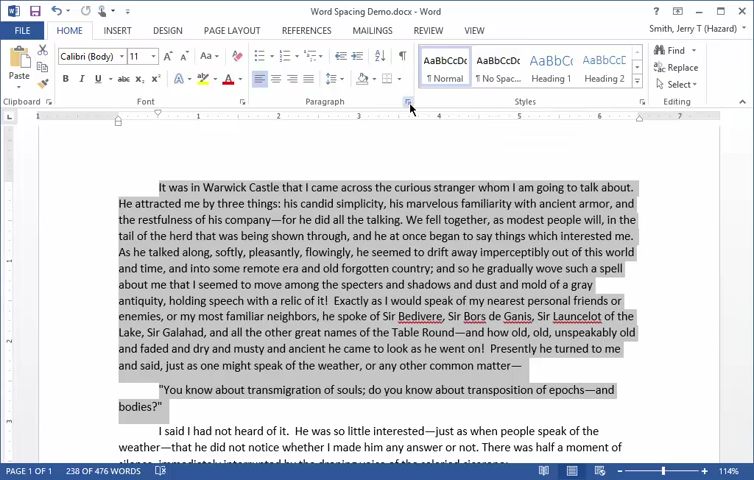 Word Spacing Demo.docx - Word
FILE HOME INSERT DESIGN PAGE LAYOUT REFERENCES MAILINGS REVIEW VIEW Smith, Jerry T (Hazard)
Paste
Calibri (Body) 11
Aa
B I U abc X₂ X²
AaBbCcDc AaBbCcDc AaBbCc AaBbCcD
¶ Normal ¶ No Spac... Heading 1 Heading 2
Find
Replace
Select
Clipboard Font Paragraph Styles Editing
1 1 2 3 4 5 6 7
It was in Warwick Castle that I came across the curious stranger whom I am going to talk about.
He attracted me by three things: his candid simplicity, his marvelous familiarity with ancient armor, and
the restfulness of his company—for he did all the talking. We fell together, as modest people will, in the
tail of the herd that was being shown through, and he at once began to say things which interested me.
As he talked along, softly, pleasantly, flowingly, he seemed to drift away imperceptibly out of this world
and time, and into some remote era and old forgotten country; and so he gradually wove such a spell
about me that I seemed to move among the specters and shadows and dust and mold of a gray
antiquity, holding speech with a relic of it!  Exactly as I would speak of my nearest personal friends or
enemies, or my most familiar neighbors, he spoke of Sir Bedivere, Sir Bors de Ganis, Sir Launcelot of the
Lake, Sir Galahad, and all the other great names of the Table Round—and how old, old, unspeakably old
and faded and dry and musty and ancient he came to look as he went on!  Presently he turned to me
and said, just as one might speak of the weather, or any other common matter—
"You know about transmigration of souls; do you know about transposition of epochs—and
bodies?"
I said I had not heard of it.  He was so little interested—just as when people speak of the
weather—that he did not notice whether I made him any answer or not. There was half a moment of
1
2
3
PAGE 1 OF 1 238 OF 476 WORDS 114%